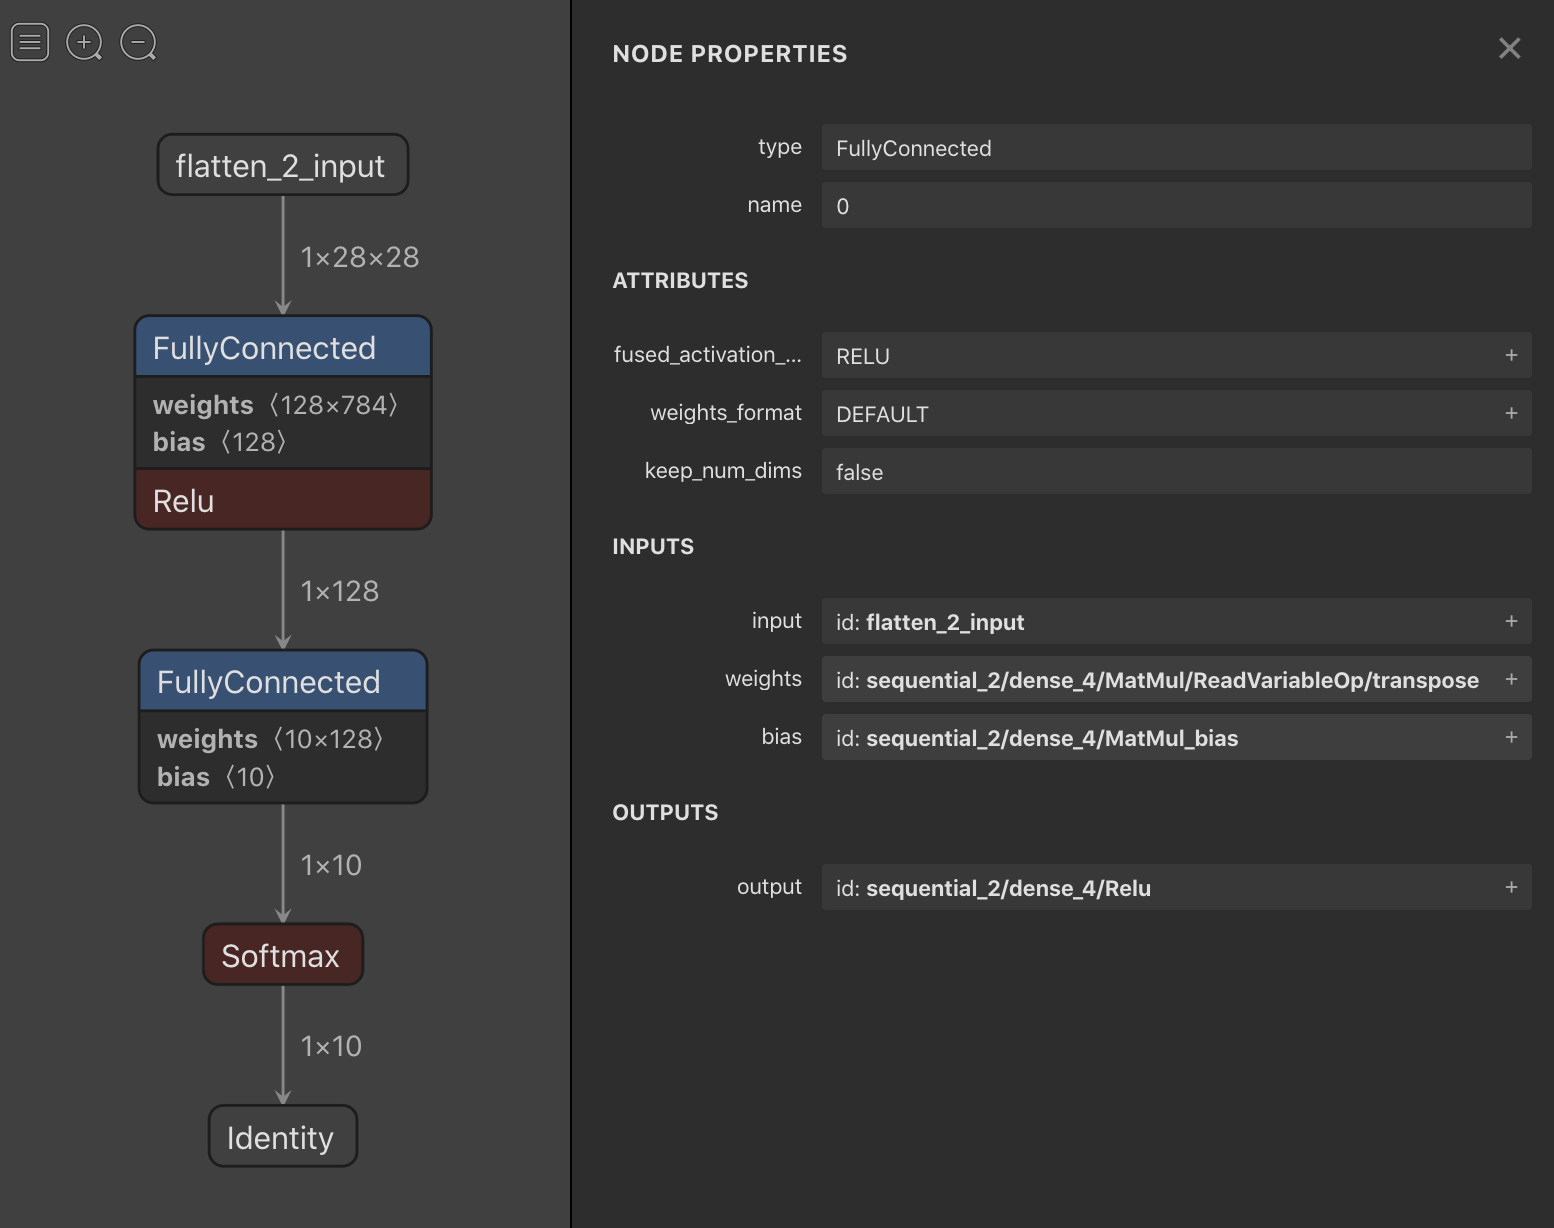 flatten_2_input
1×28×28
FullyConnected
weights ⟨128×784⟩
bias ⟨128⟩
Relu
1×128
FullyConnected
weights ⟨10×128⟩
bias ⟨10⟩
1×10
Softmax
1×10
Identity
NODE PROPERTIES
type FullyConnected
name 0
ATTRIBUTES
fused_activation_... RELU +
weights_format DEFAULT +
keep_num_dims false
INPUTS
input id: flatten_2_input +
weights id: sequential_2/dense_4/MatMul/ReadVariableOp/transpose +
bias id: sequential_2/dense_4/MatMul_bias +
OUTPUTS
output id: sequential_2/dense_4/Relu +